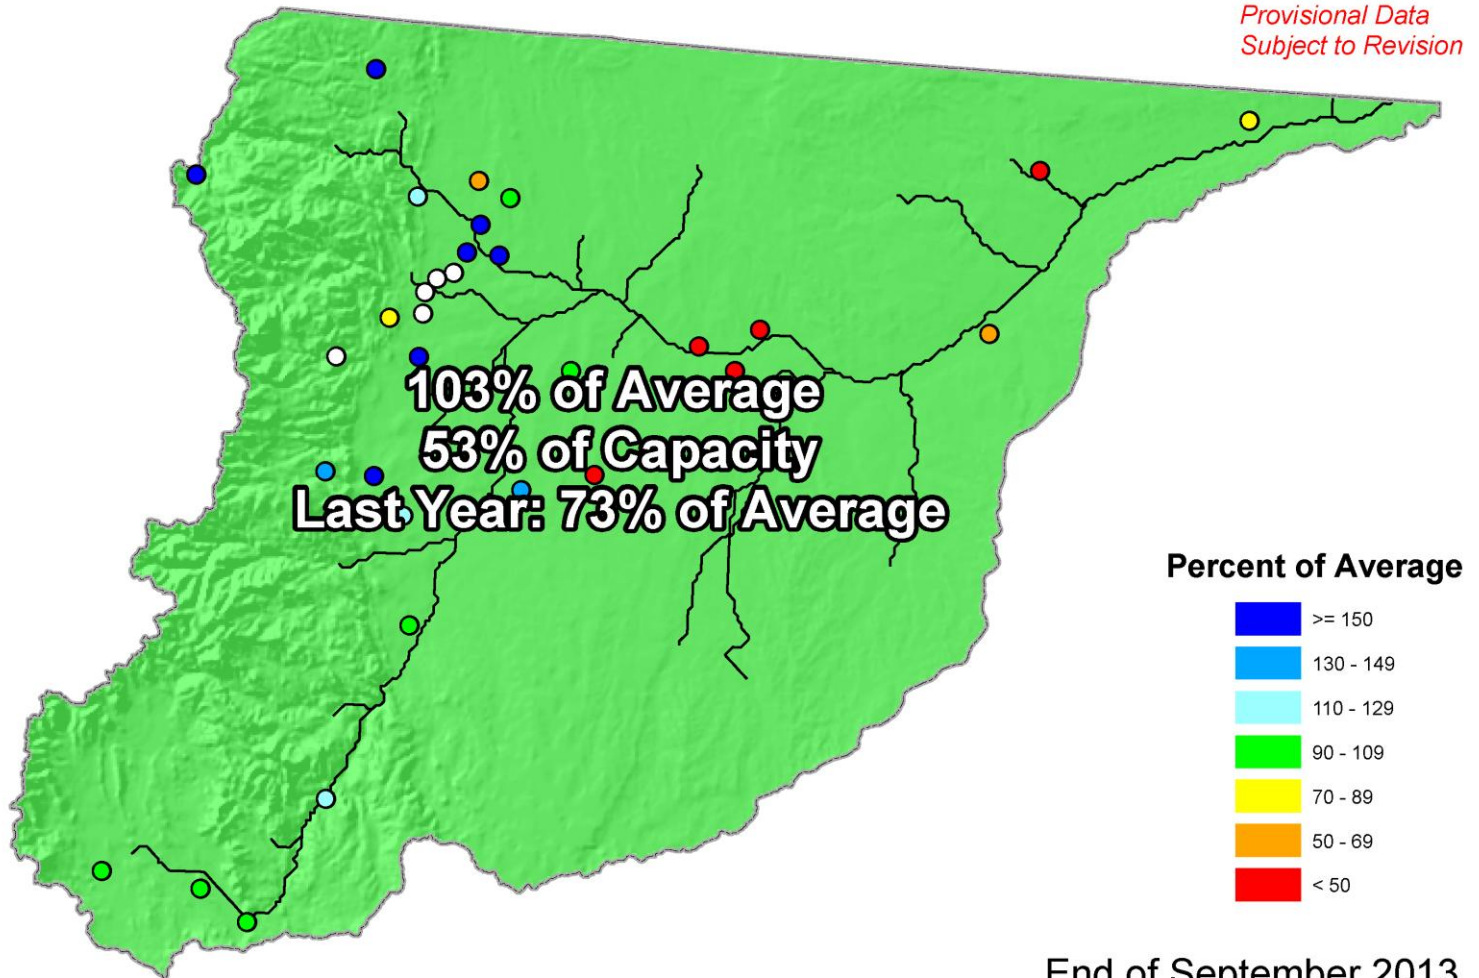 Provisional Data
Subject to Revision
103% of Average
53% of Capacity
Last Year: 73% of Average
Percent of Average
>= 150
130 - 149
110 - 129
90 - 109
70 - 89
50 - 69
< 50
End of September 2013